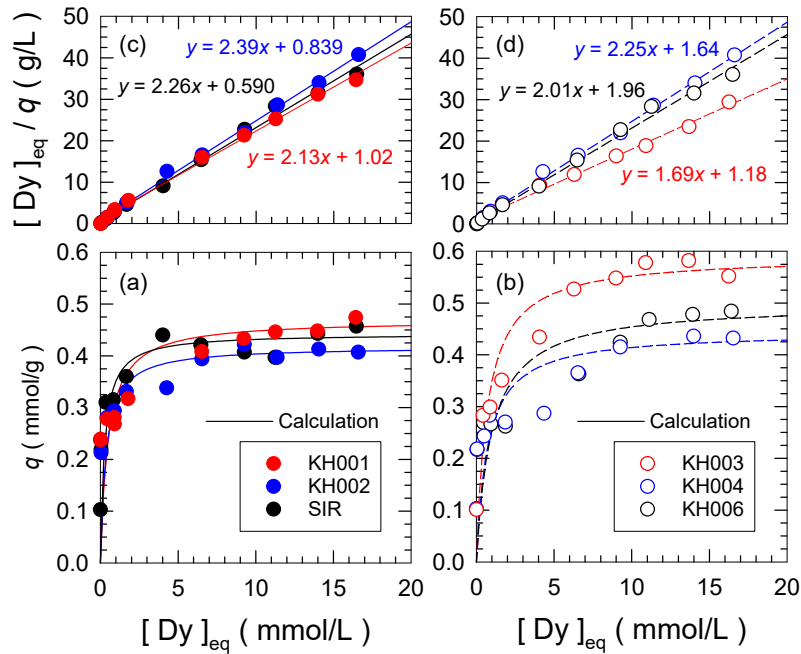 [ Dy ]eq / q ( g/L )
50
40
30
20
10
0
(c)
y = 2.39x + 0.839
y = 2.26x + 0.590
y = 2.13x + 1.02
(d)
y = 2.25x + 1.64
y = 2.01x + 1.96
y = 1.69x + 1.18
q ( mmol/g )
0.6
0.5
0.4
0.3
0.2
0.1
0.0
(a)
Calculation
KH001
KH002
SIR
(b)
Calculation
KH003
KH004
KH006
0 5 10 15 20
0 5 10 15 20
[ Dy ]eq ( mmol/L )
[ Dy ]eq ( mmol/L )